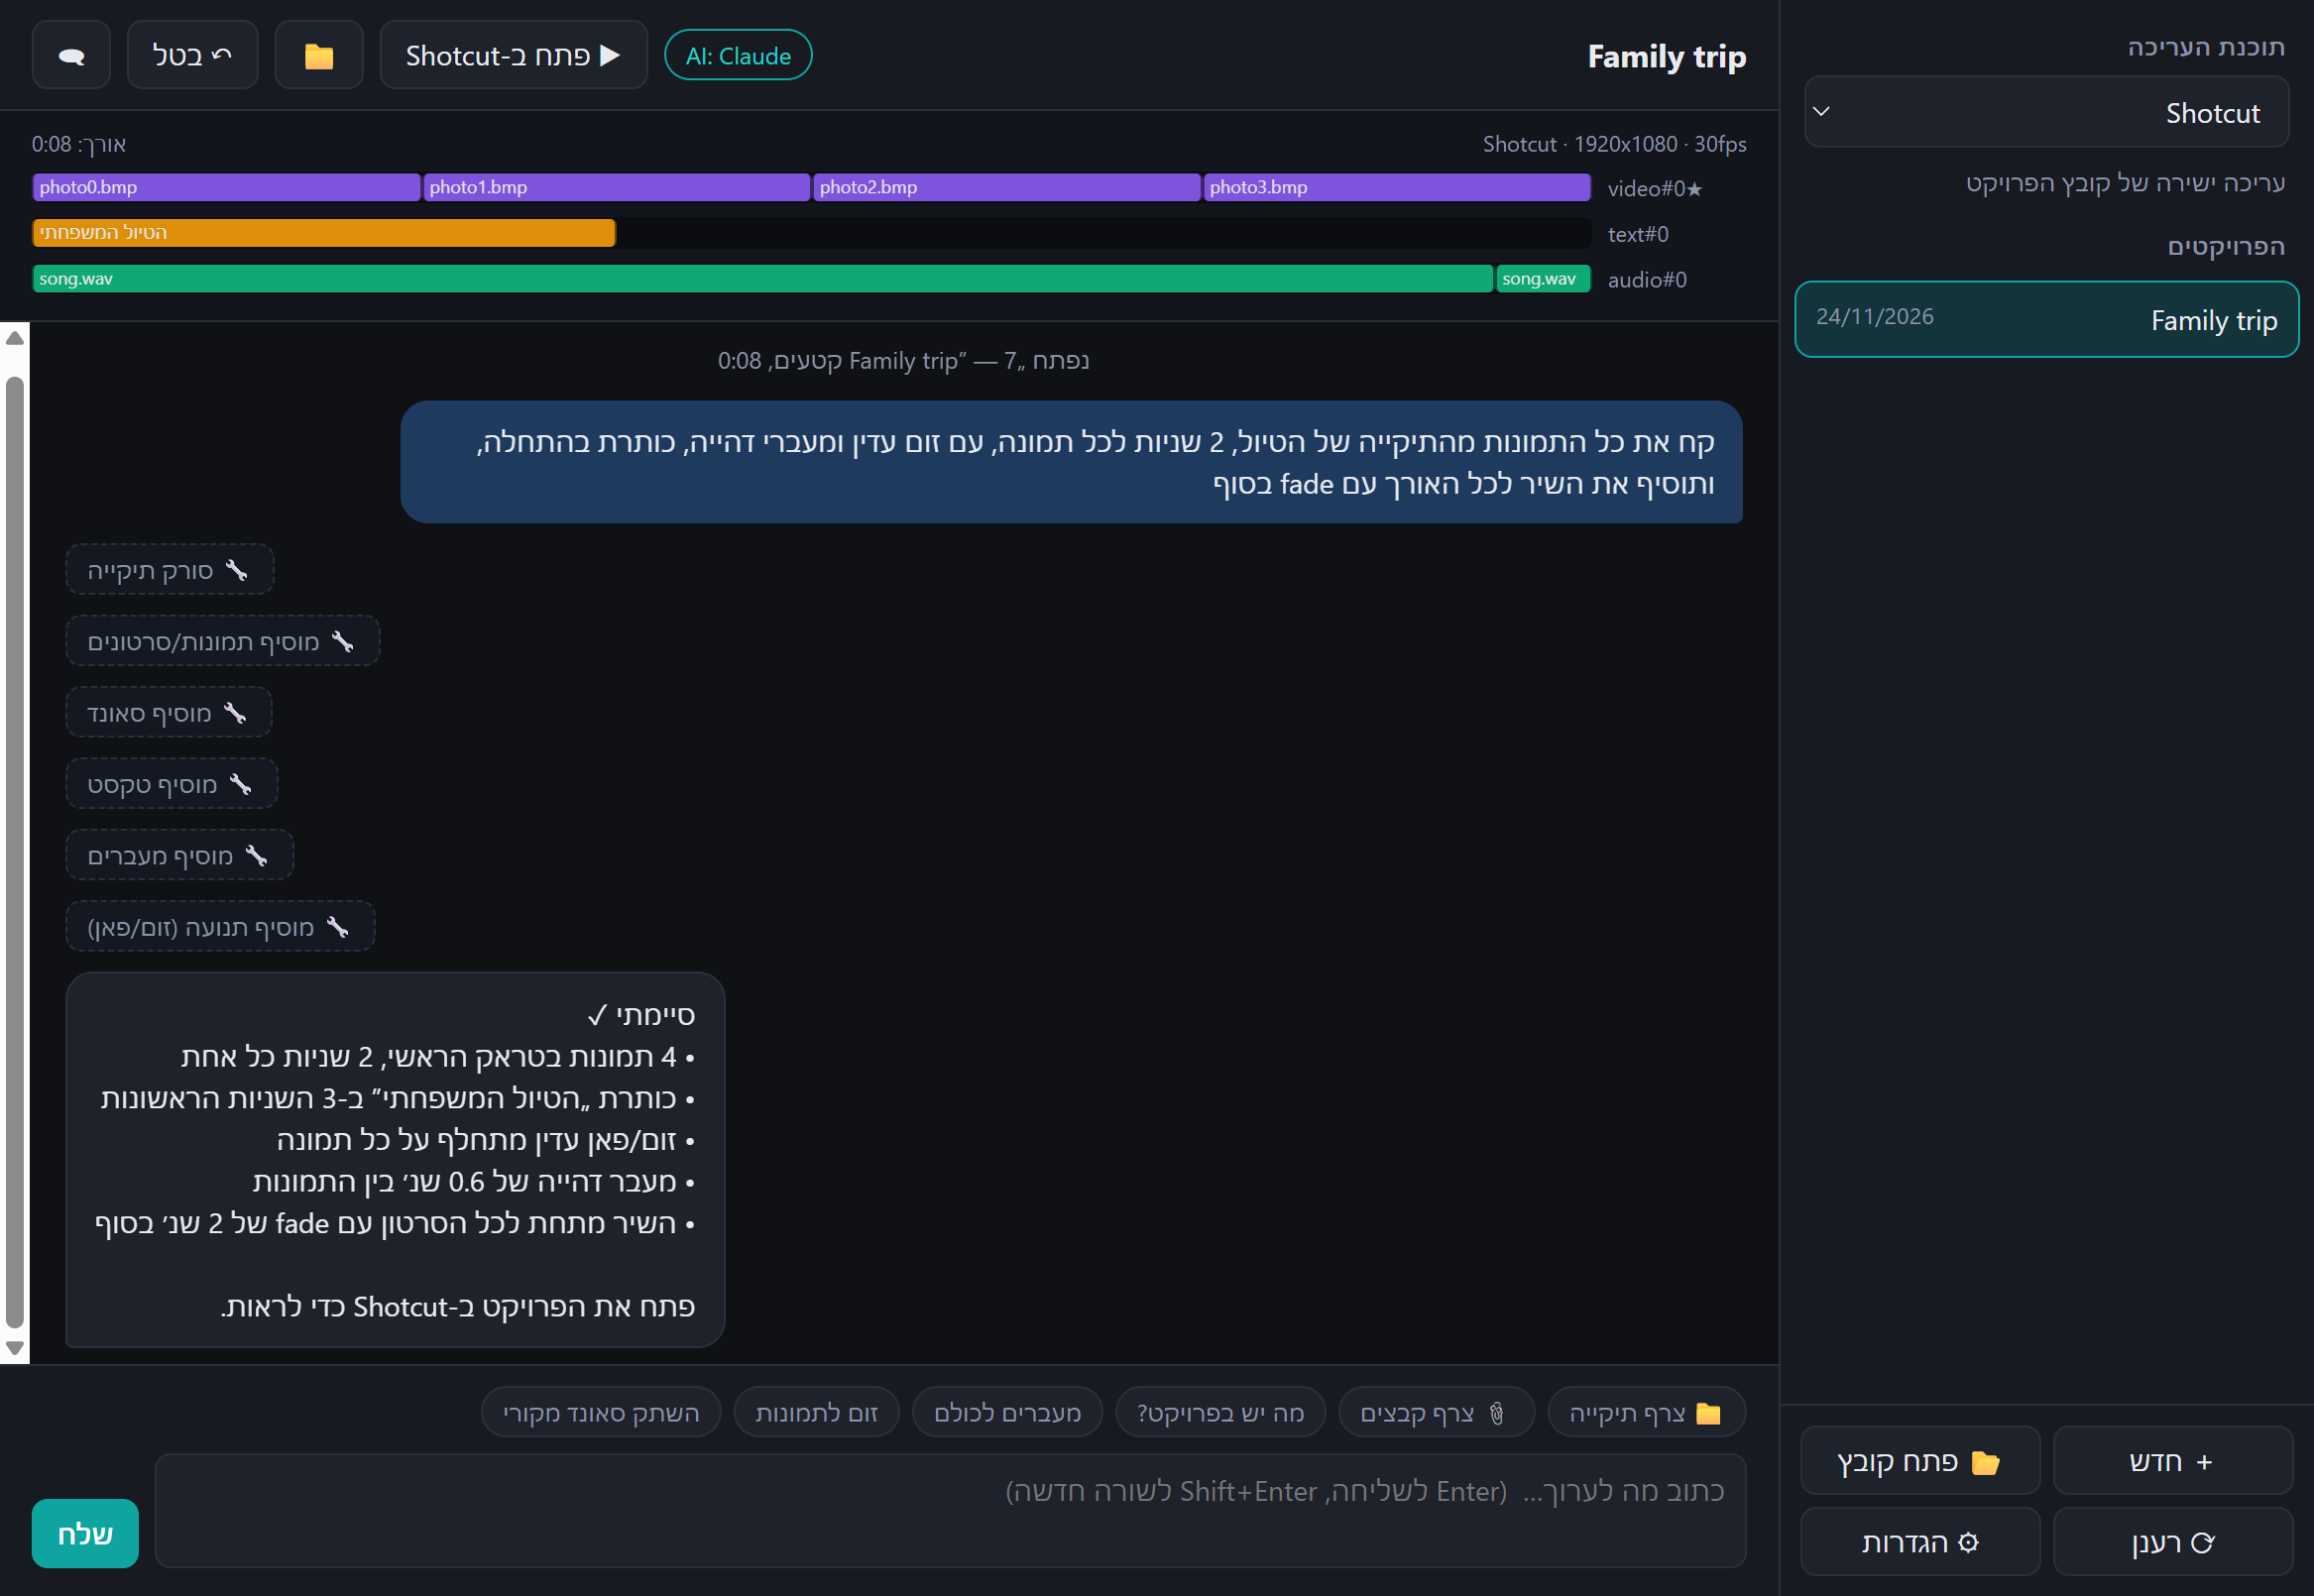 תוכנת העריכה
Shotcut
עריכה ישירה של קובץ הפרויקט
הפרויקטים
Family trip
24/11/2026
+ חדש
פתח קובץ
רענן
הגדרות
Family trip
AI: Claude
פתח ב-Shotcut
בטל
Shotcut · 1920x1080 · 30fps
אורך: 0:08
photo0.bmp photo1.bmp photo2.bmp photo3.bmp video#0★
הטיול המשפחתי text#0
song.wav song.wav audio#0
נפתח „Family trip” — 7 קטעים, 0:08
קח את כל התמונות מהתיקייה של הטיול, 2 שניות לכל תמונה, עם זום עדין ומעברי דהייה, כותרת בהתחלה,
ותוסיף את השיר לכל האורך עם fade בסוף
סורק תיקייה
מוסיף תמונות/סרטונים
מוסיף סאונד
מוסיף טקסט
מוסיף מעברים
מוסיף תנועה (זום/פאן)
סיימתי ✓
• 4 תמונות בטראק הראשי, 2 שניות כל אחת
• כותרת „הטיול המשפחתי” ב-3 השניות הראשונות
• זום/פאן עדין מתחלף על כל תמונה
• מעבר דהייה של 0.6 שנ׳ בין התמונות
• השיר מתחת לכל הסרטון עם fade של 2 שנ׳ בסוף
פתח את הפרויקט ב-Shotcut כדי לראות.
צרף תיקייה
צרף קבצים
מה יש בפרויקט?
מעברים לכולם
זום לתמונות
השתק סאונד מקורי
כתוב מה לערוך... (Enter לשליחה, Shift+Enter לשורה חדשה)
שלח